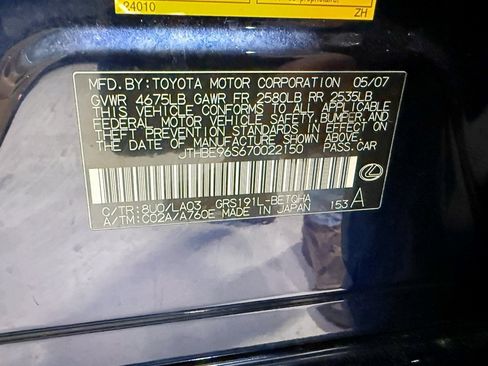 84010
ZH
MFD.BY:TOYOTA MOTOR CORPORATION 05/07
GVWR 4675LB GAWR FR 2580LB RR 2535LB
THIS VEHICLE CONFORMS TO ALL APPLICABLE
FEDERAL MOTOR VEHICLE SAFETY,BUMPER,AND
THEFT PREVENTION STANDARDS IN EFFECT ON
THE DATE OF MANUFACTURE SHOWN ABOVE.
JTHBE96S670022150 PASS.CAR
C/TR:8U0/LA03 GRS191L-BETQHA
A/TM:C02A/A760E MADE IN JAPAN 153 A